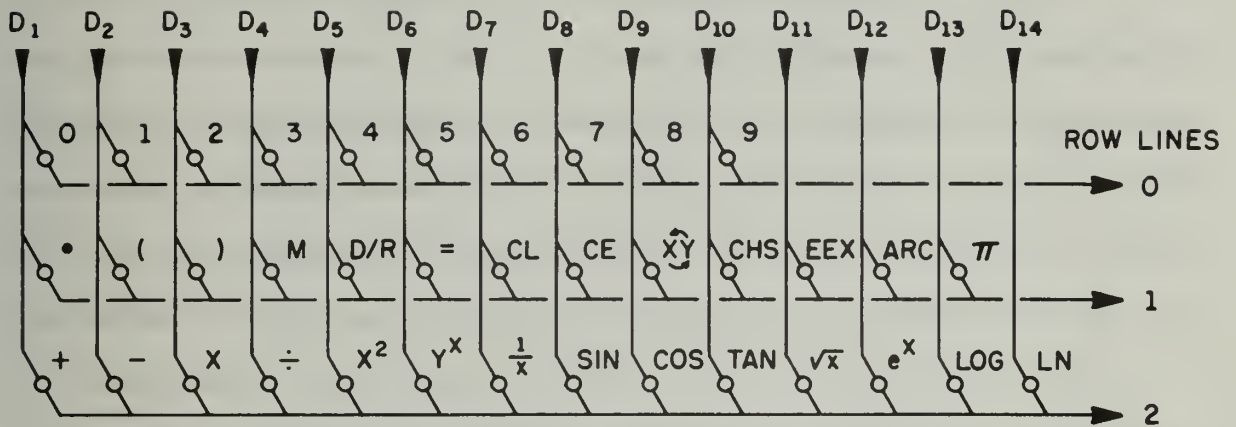 D₁ D₂ D₃ D₄ D₅ D₆ D₇ D₈ D₉ D₁₀ D₁₁ D₁₂ D₁₃ D₁₄
0 1 2 3 4 5 6 7 8 9
ROW LINES
0
• ( ) M D/R = CL CE XY CHS EEX ARC π
1
+ - X ÷ X² Yˣ 1/X SIN COS TAN √x eˣ LOG LN
2